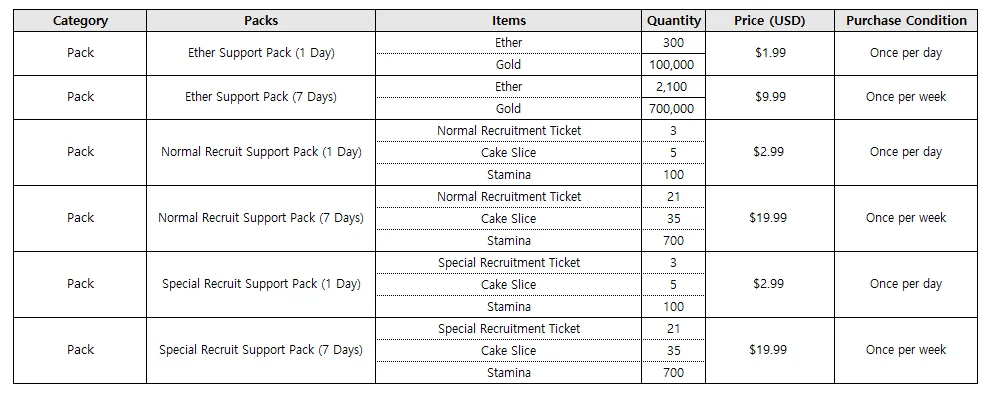 Category Packs Items Quantity Price (USD) Purchase Condition
Pack Ether Support Pack (1 Day) Ether 300 $1.99 Once per day
Gold 100,000
Pack Ether Support Pack (7 Days) Ether 2,100 $9.99 Once per week
Gold 700,000
Pack Normal Recruit Support Pack (1 Day) Normal Recruitment Ticket 3 $2.99 Once per day
Cake Slice 5
Stamina 100
Pack Normal Recruit Support Pack (7 Days) Normal Recruitment Ticket 21 $19.99 Once per week
Cake Slice 35
Stamina 700
Pack Special Recruit Support Pack (1 Day) Special Recruitment Ticket 3 $2.99 Once per day
Cake Slice 5
Stamina 100
Pack Special Recruit Support Pack (7 Days) Special Recruitment Ticket 21 $19.99 Once per week
Cake Slice 35
Stamina 700